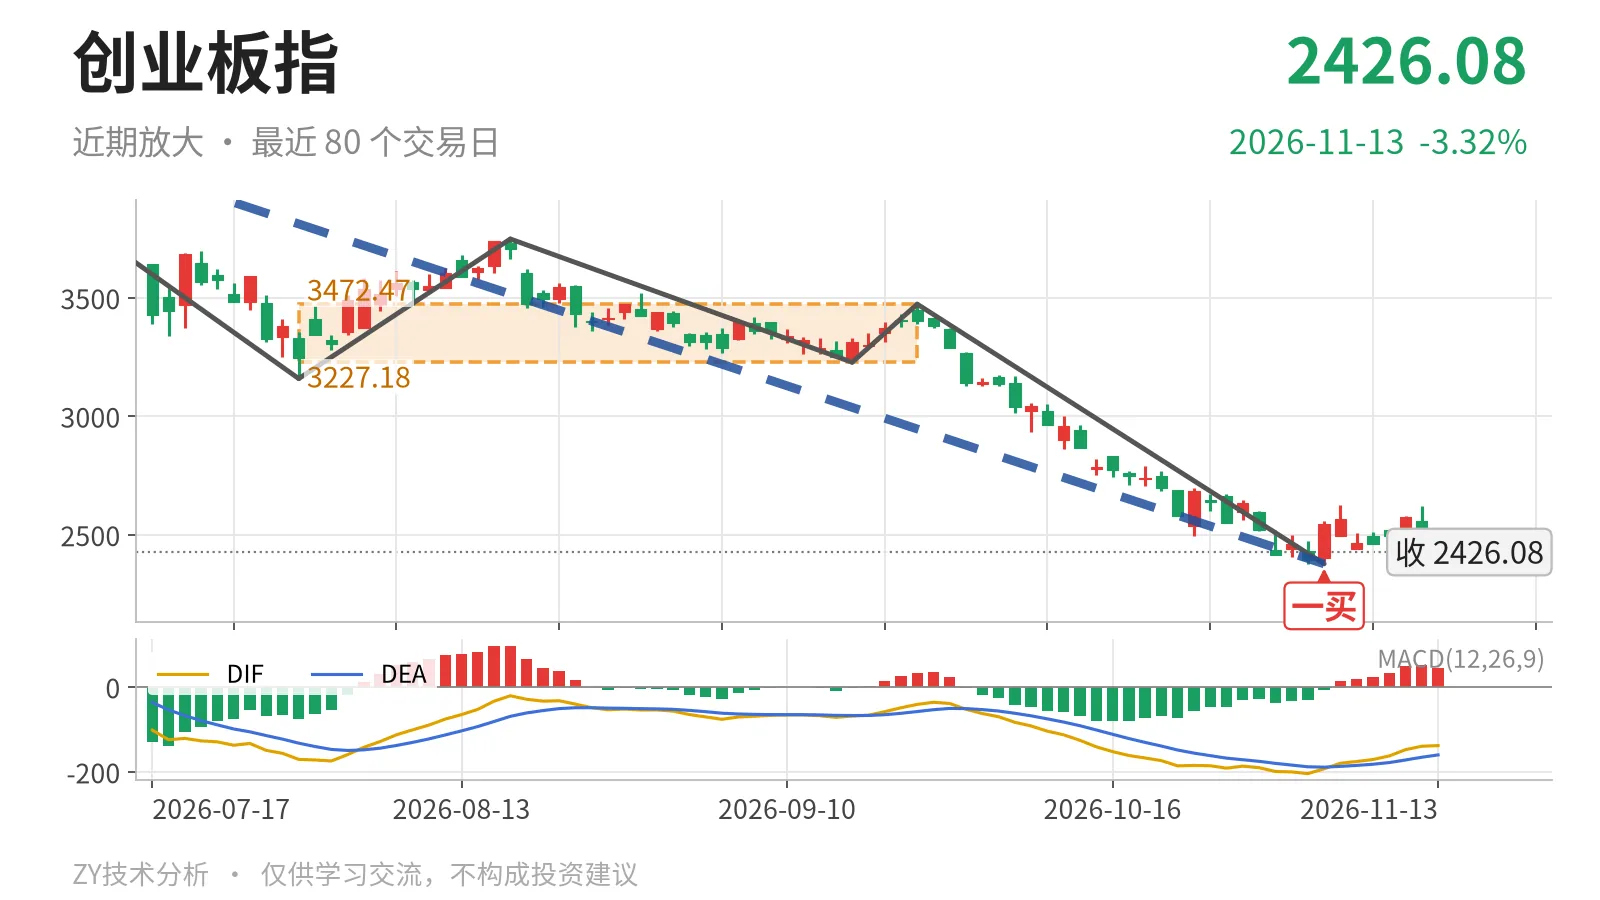 创业板指
2426.08
近期放大 • 最近 80 个交易日
2026-11-13 -3.32%
3472.47
3227.18
3500
3000
2500
收 2426.08
一买
DIF
DEA
MACD(12,26,9)
0
-200
2026-07-17
2026-08-13
2026-09-10
2026-10-16
2026-11-13
ZY技术分析 • 仅供学习交流，不构成投资建议